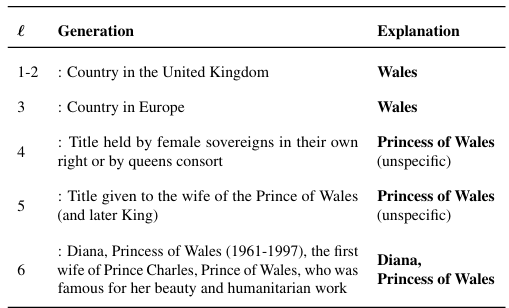 ℓ Generation Explanation
1-2 : Country in the United Kingdom Wales
3 : Country in Europe Wales
4 : Title held by female sovereigns in their own Princess of Wales
right or by queens consort (unspecific)
5 : Title given to the wife of the Prince of Wales Princess of Wales
(and later King) (unspecific)
6 : Diana, Princess of Wales (1961-1997), the first Diana,
wife of Prince Charles, Prince of Wales, who was Princess of Wales
famous for her beauty and humanitarian work